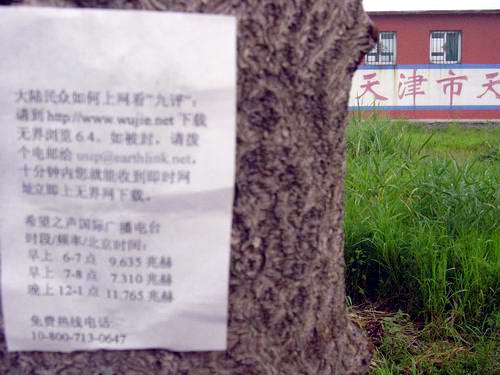 大陆民众如何上网看"九评":
请到 http://www.wujie.net 下载
无界浏览 6.4。如被封，请拨
个电邮给 usip@earthlink.net,
十分钟内您就能收到即时网
址立即上无界网下载。
希望之声国际广播电台
时段/频率/北京时间:
早上 6-7点 9.635 兆赫
早上 7-8点 7.310 兆赫
晚上 12-1点 11.765 兆赫
免费热线电话:
10-800-713-0647
天津市天